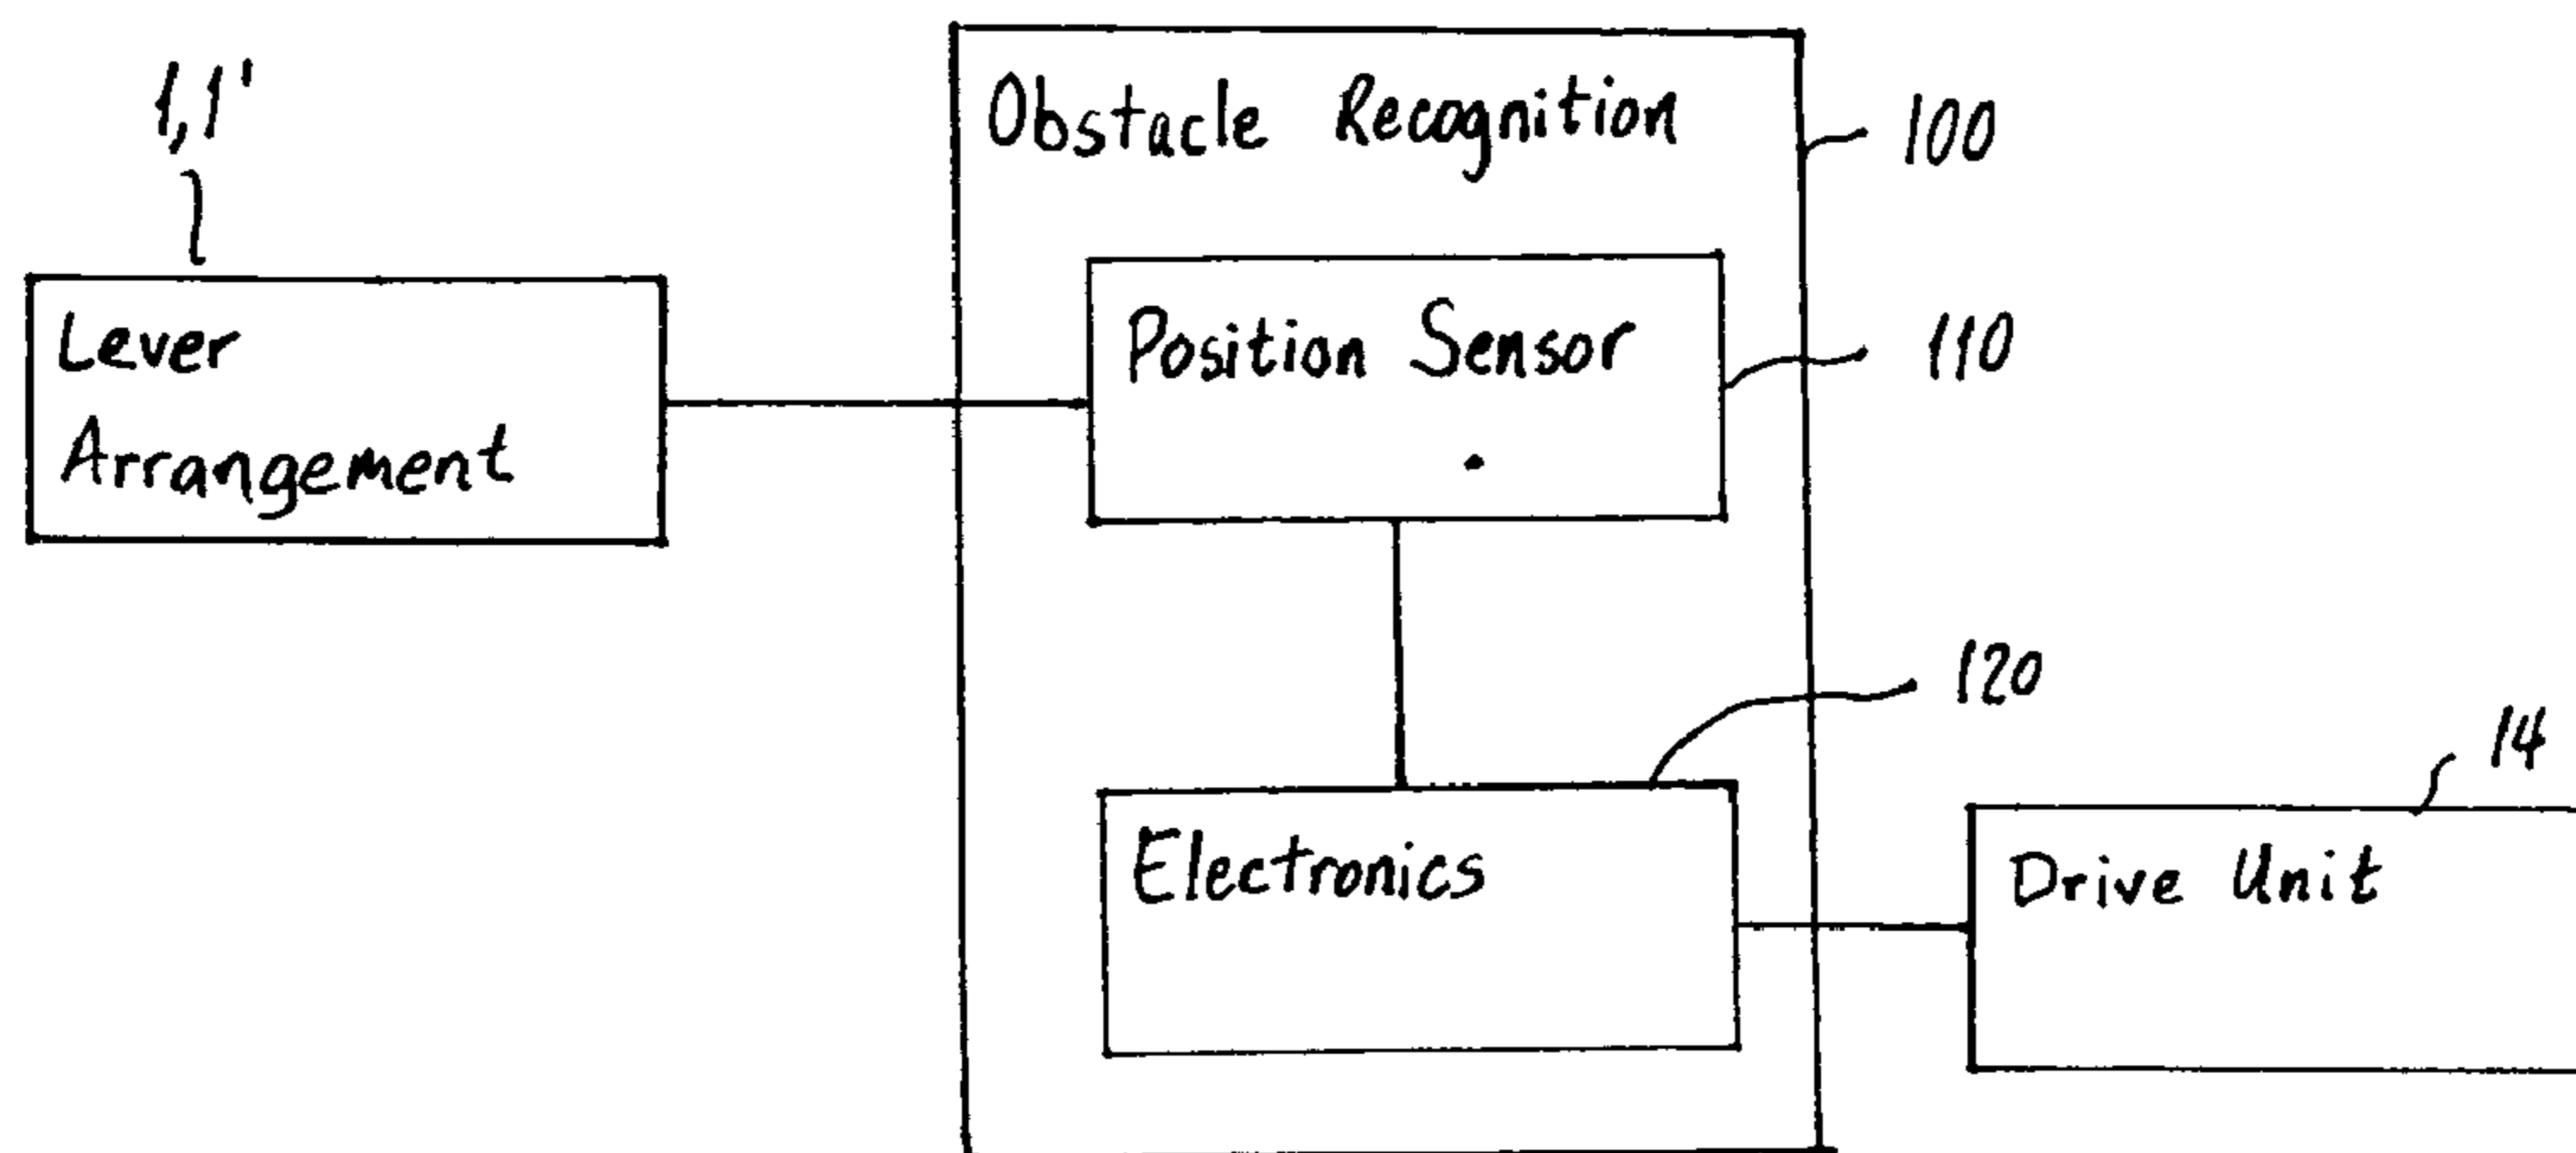 1,1'
Obstacle Recognition
100
Lever
Arrangement
Position Sensor
110
120
14
Electronics
Drive Unit